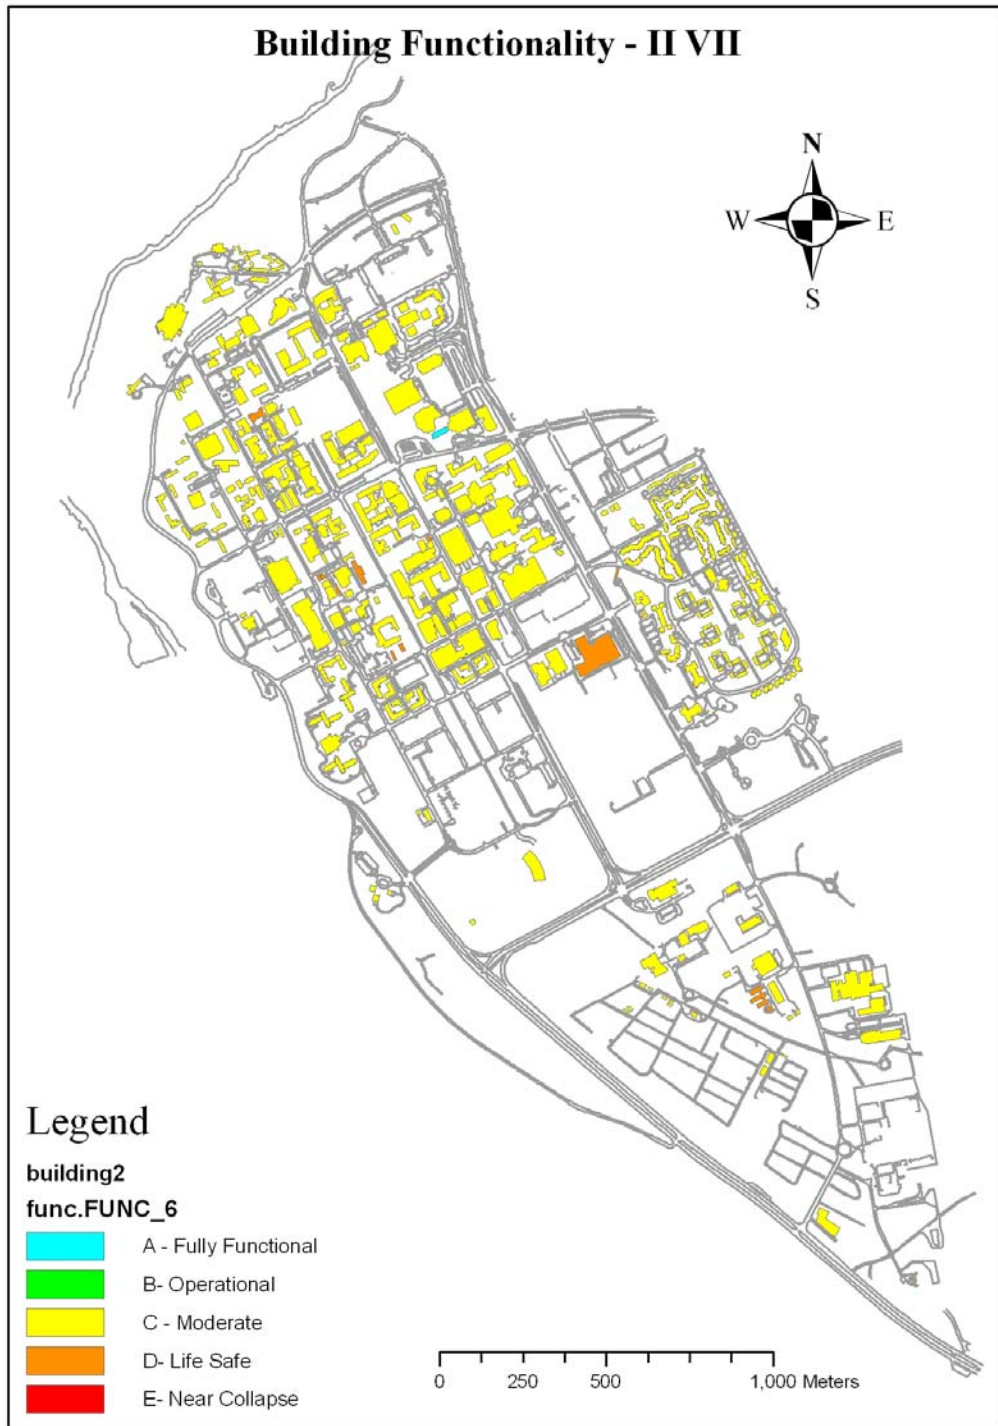 Building Functionality - II VII
N
W E
S
Legend
building2
func.FUNC_6
A - Fully Functional
B- Operational
C - Moderate
D- Life Safe
E- Near Collapse
0 250 500 1,000 Meters